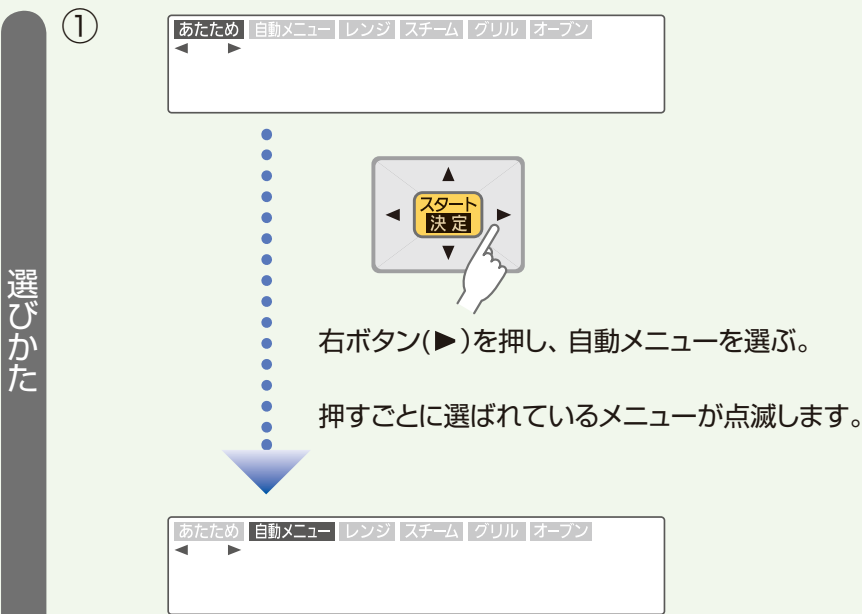 選びかた
①
あたため 自動メニュー レンジ スチーム グリル オーブン
◀ ▶
▲
◀ スタート ▶
決定
▼
右ボタン(▶)を押し、自動メニューを選ぶ。
押すごとに選ばれているメニューが点滅します。
あたため 自動メニュー レンジ スチーム グリル オーブン
◀ ▶